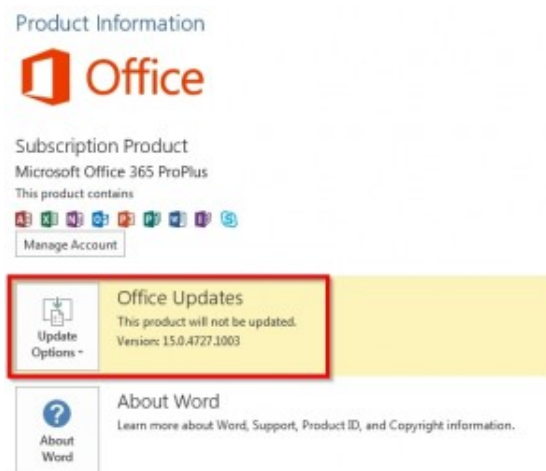 Product Information
Office
Subscription Product
Microsoft Office 365 ProPlus
This product contains
Manage Account
Update
Options
Office Updates
This product will not be updated.
Version: 15.0.4727.1003
About
Word
About Word
Learn more about Word, Support, Product ID, and Copyright information.